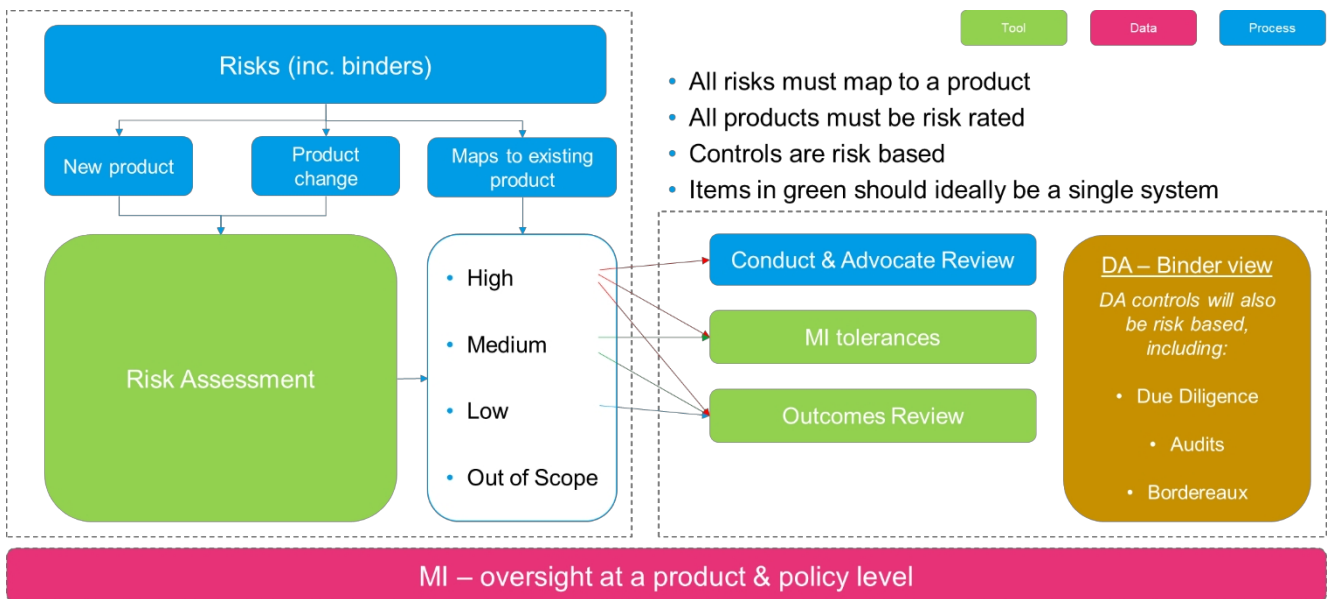 Tool
Data
Process
Risks (inc. binders)
New product
Product
change
Maps to existing
product
Risk Assessment
• High
• Medium
• Low
• Out of Scope
• All risks must map to a product
• All products must be risk rated
• Controls are risk based
• Items in green should ideally be a single system
Conduct & Advocate Review
MI tolerances
Outcomes Review
DA – Binder view
DA controls will also
be risk based,
including:
• Due Diligence
• Audits
• Bordereaux
MI – oversight at a product & policy level